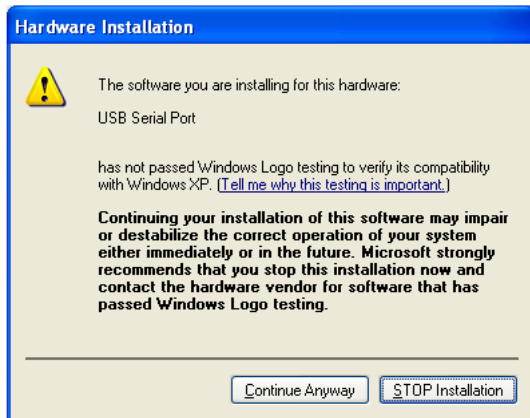 Hardware Installation
The software you are installing for this hardware:
USB Serial Port
has not passed Windows Logo testing to verify its compatibility
with Windows XP. (Tell me why this testing is important.)
Continuing your installation of this software may impair
or destabilize the correct operation of your system
either immediately or in the future. Microsoft strongly
recommends that you stop this installation now and
contact the hardware vendor for software that has
passed Windows Logo testing.
Continue Anyway STOP Installation